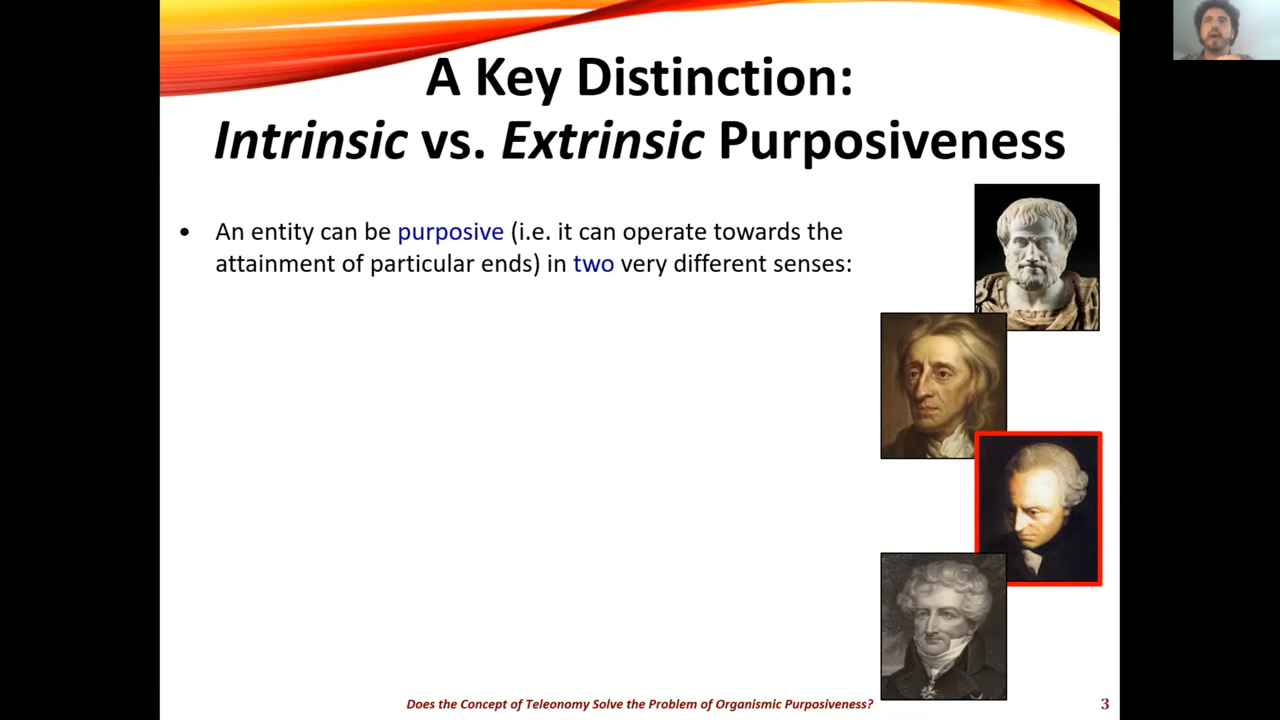 A Key Distinction:
Intrinsic vs. Extrinsic Purposiveness
• An entity can be purposive (i.e. it can operate towards the
attainment of particular ends) in two very different senses:
Does the Concept of Teleonomy Solve the Problem of Organismic Purposiveness?
3